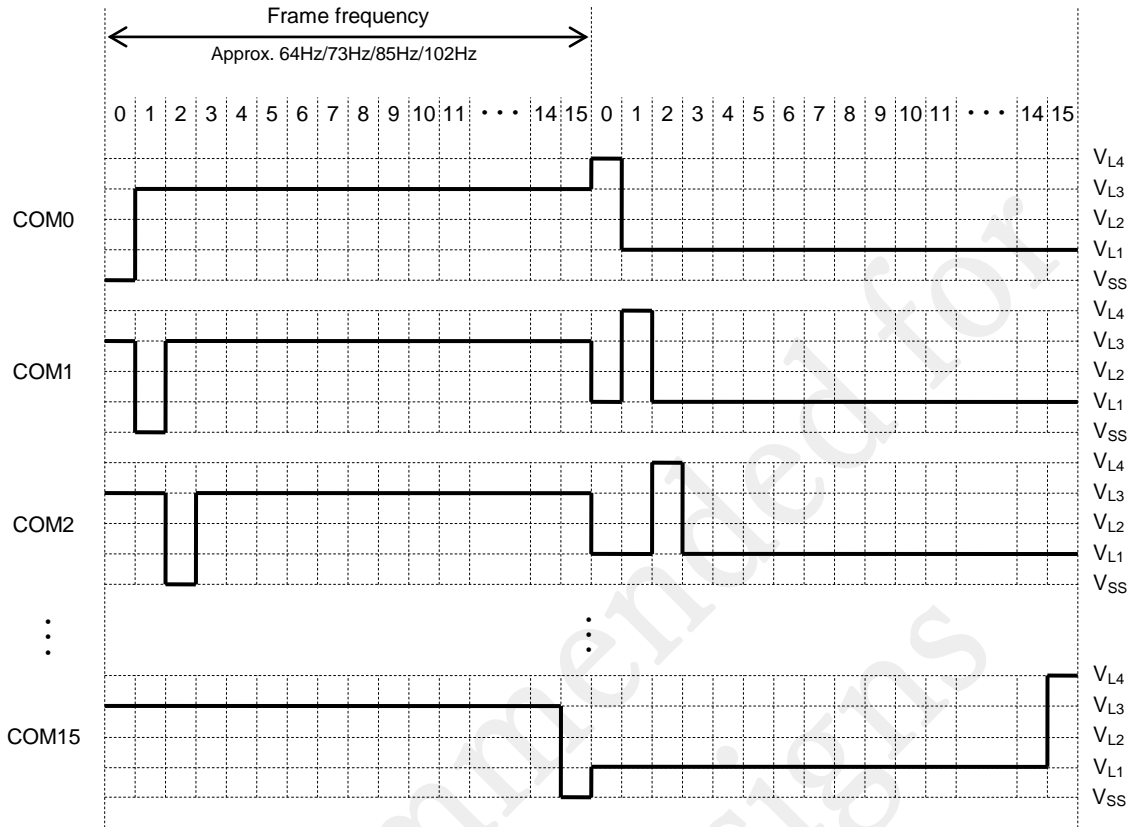 Frame frequency
Approx. 64Hz/73Hz/85Hz/102Hz
0 1 2 3 4 5 6 7 8 9 10 11 ・・・ 14 15 0 1 2 3 4 5 6 7 8 9 10 11 ・・・ 14 15
VL4
VL3
COM0 VL2
VL1
VSS
VL4
VL3
COM1 VL2
VL1
VSS
VL4
VL3
COM2 VL2
VL1
VSS
VL4
VL3
COM15 VL2
VL1
VSS
mmended for
signs